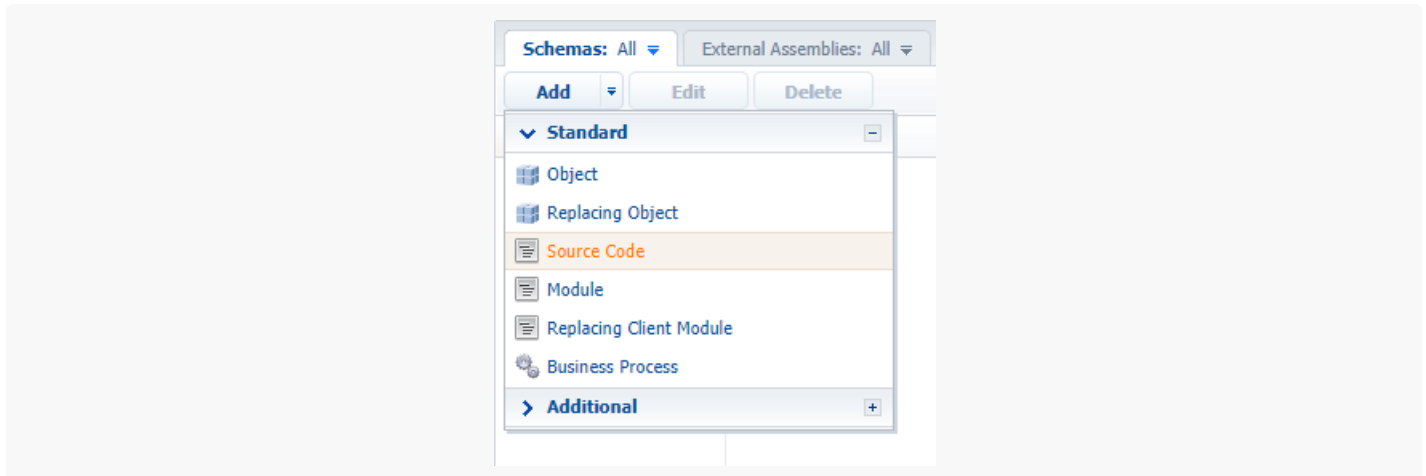 Schemas: All External Assemblies: All
Add Edit Delete
Standard
Object
Replacing Object
Source Code
Module
Replacing Client Module
Business Process
Additional